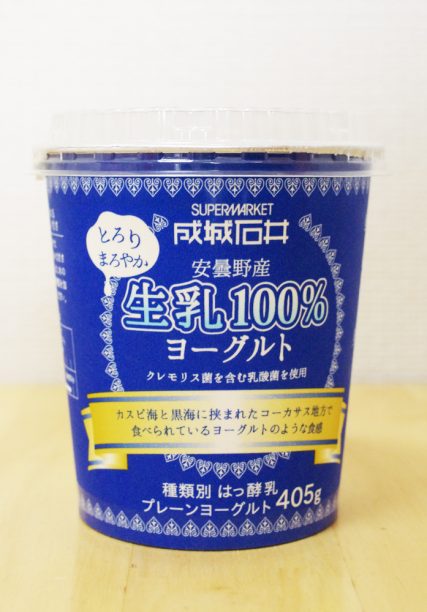 SUPERMARKET
成城石井
とろり
まろやか
安曇野産
生乳100%
ヨーグルト
クレモリス菌を含む乳酸菌を使用
カスピ海と黒海に挟まれたコーカサス地方で
食べられているヨーグルトのような食感
種類別 はっ酵乳
プレーンヨーグルト 405g